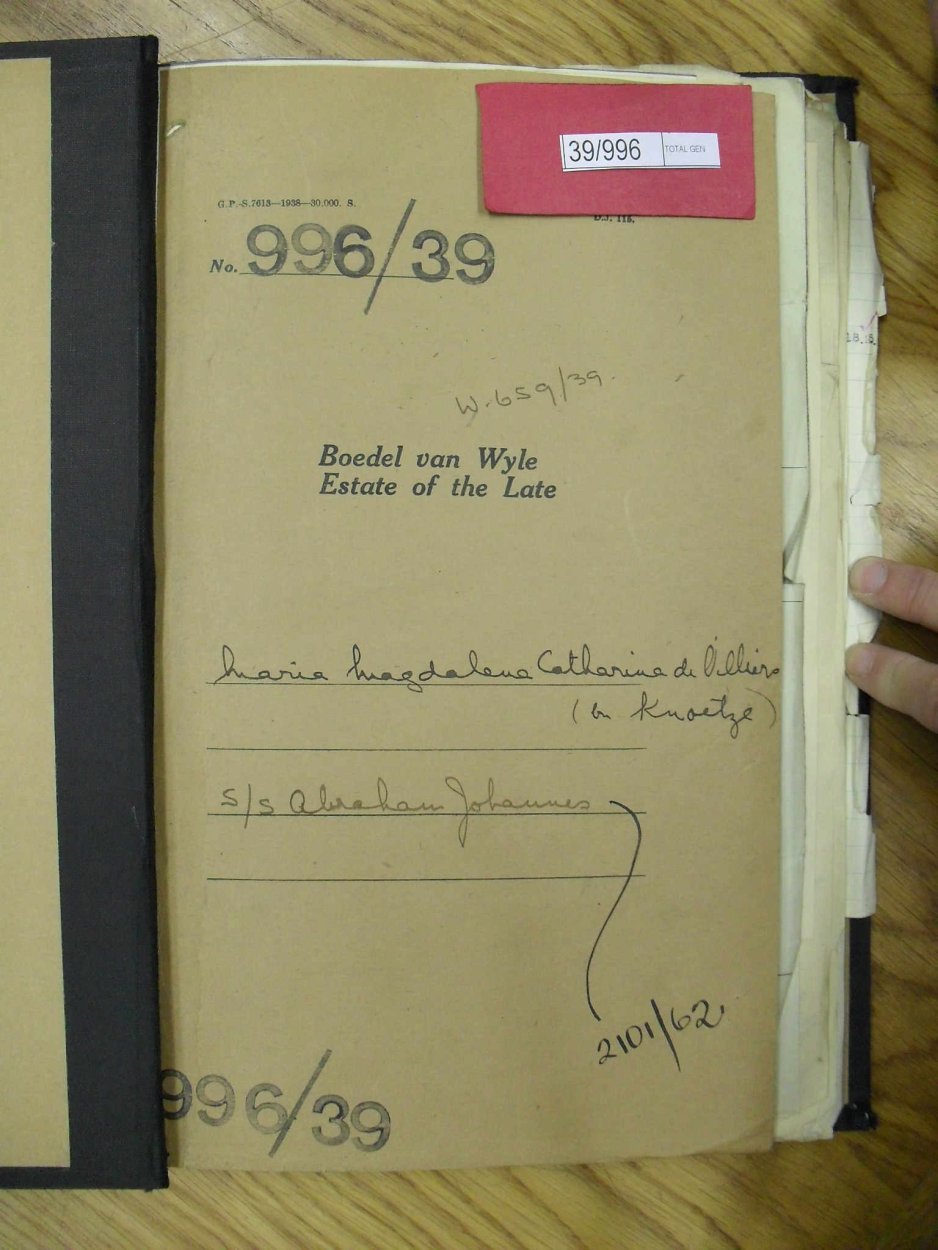 39/996 TOTAL GEN
G.P.-S.7613—1938—30.000. S.
D.J. 115.
No. 996/39
W.659/39.
Boedel van Wyle
Estate of the Late
Maria Magdalena Catharina de Villiers
(bn Knoetze)
s/s Abraham Johannes
2101/62
996/39